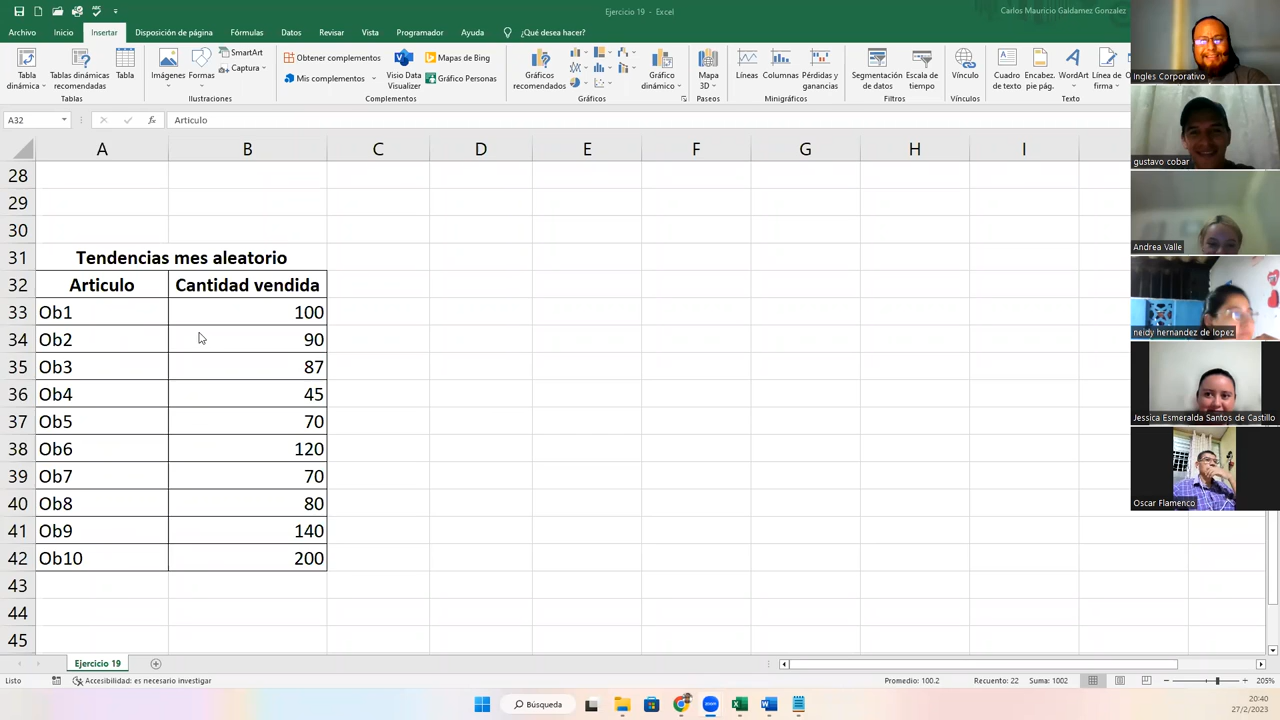 Ejercicio 19 - Excel
Carlos Mauricio Galdamez Gonzalez
Archivo Inicio Insertar Disposición de página Fórmulas Datos Revisar Vista Programador Ayuda ¿Qué desea hacer?
Tabla dinámica
Tablas dinámicas recomendadas
Tabla
Tablas
Imágenes
Formas
SmartArt
Captura
Ilustraciones
Obtener complementos
Mis complementos
Visio Data Visualizer
Mapas de Bing
Gráfico Personas
Complementos
Gráficos recomendados
Gráfico dinámico
Gráficos
Mapa 3D
Paseos
Líneas
Columnas
Pérdidas y ganancias
Minigráficos
Segmentación de datos
Escala de tiempo
Filtros
Vínculo
Vínculos
Cuadro de texto
Encabez. pie pág.
WordArt
Línea de firma
Texto
A32
fx
Articulo
A B C D E F G H I
28
29
30
31 Tendencias mes aleatorio
32 Articulo Cantidad vendida
33 Ob1 100
34 Ob2 90
35 Ob3 87
36 Ob4 45
37 Ob5 70
38 Ob6 120
39 Ob7 70
40 Ob8 80
41 Ob9 140
42 Ob10 200
43
44
45
Ingles Corporativo
gustavo cobar
Andrea Valle
neidy hernandez de lopez
Jessica Esmeralda Santos de Castillo
Oscar Flamenco
Ejercicio 19
Listo
Accesibilidad: es necesario investigar
Promedio: 100.2 Recuento: 22 Suma: 1002
205%
Búsqueda
20:40
27/2/2023